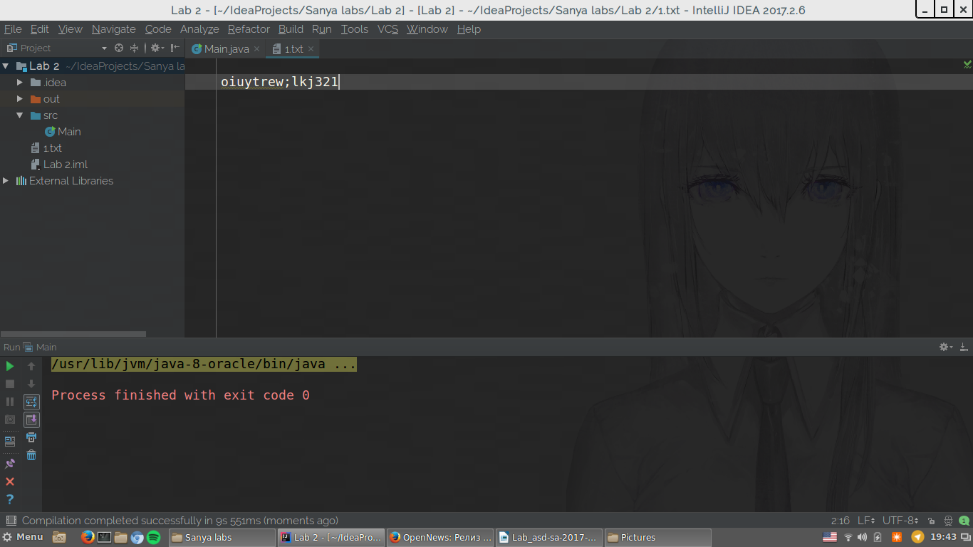 Lab 2 - [~/IdeaProjects/Sanya labs/Lab 2] - [Lab 2] - ~/IdeaProjects/Sanya labs/Lab 2/1.txt - IntelliJ IDEA 2017.2.6
File Edit View Navigate Code Analyze Refactor Build Run Tools VCS Window Help
Project
Main.java
1.txt
Lab 2 ~/IdeaProjects/Sanya la
.idea
out
src
Main
1.txt
Lab 2.iml
External Libraries
oiuytrew;lkj321
Run Main
/usr/lib/jvm/java-8-oracle/bin/java ...
Process finished with exit code 0
Compilation completed successfully in 9s 551ms (moments ago)
2:16 LF UTF-8 1
Menu
Sanya labs
Lab 2 - [~/IdeaPro...
OpenNews: Релиз ...
Lab_asd-sa-2017-...
Pictures
19:43